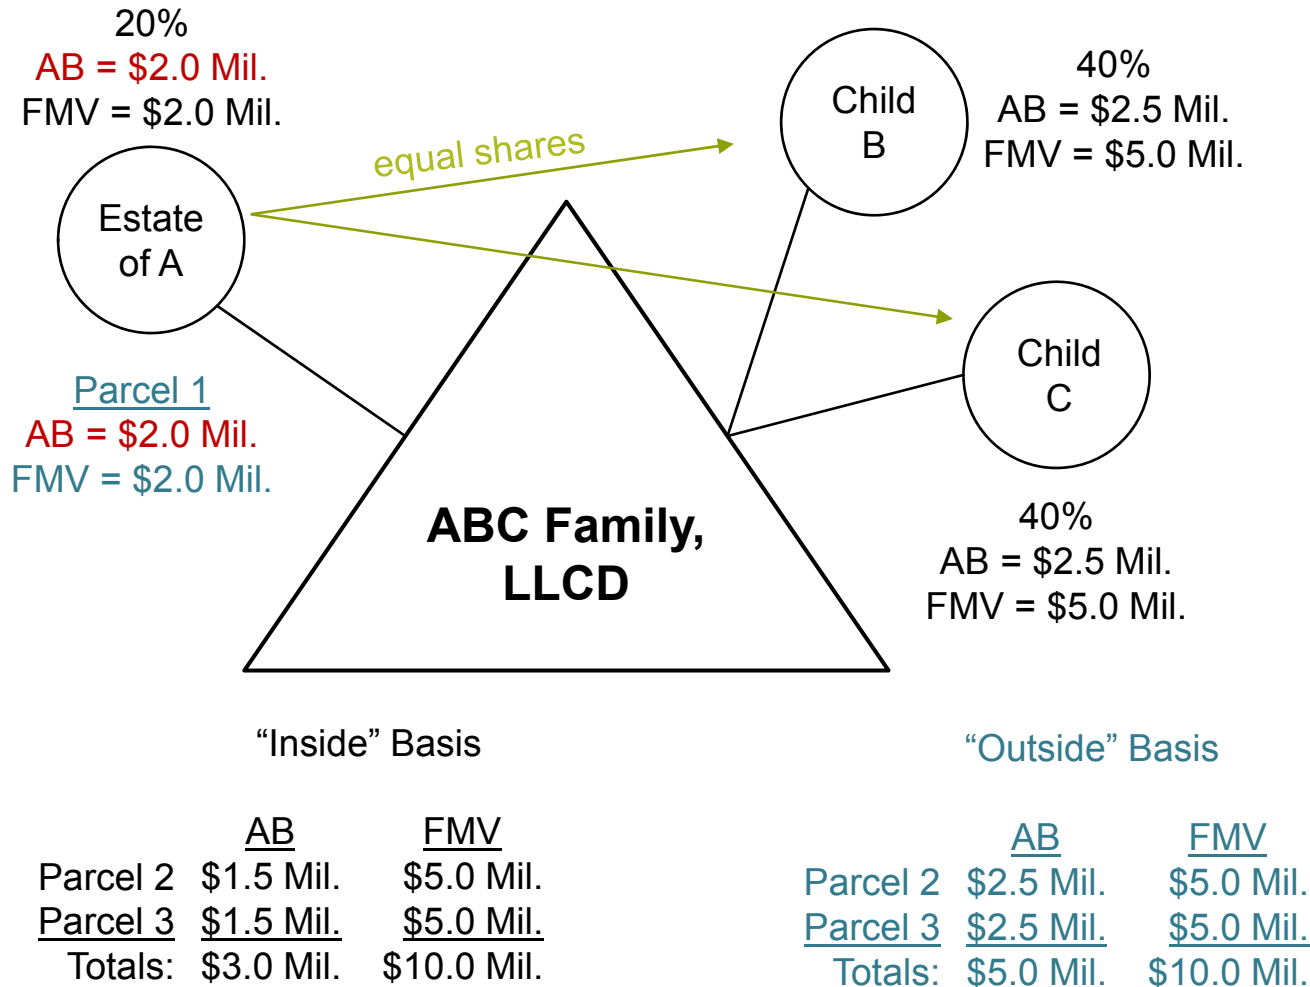 20%
AB = $2.0 Mil.
FMV = $2.0 Mil.
Estate
of A
equal shares
Child
B
40%
AB = $2.5 Mil.
FMV = $5.0 Mil.
Child
C
40%
AB = $2.5 Mil.
FMV = $5.0 Mil.
Parcel 1
AB = $2.0 Mil.
FMV = $2.0 Mil.
ABC Family,
LLCD
“Inside” Basis
AB FMV
Parcel 2 $1.5 Mil. $5.0 Mil.
Parcel 3 $1.5 Mil. $5.0 Mil.
Totals: $3.0 Mil. $10.0 Mil.
“Outside” Basis
AB FMV
Parcel 2 $2.5 Mil. $5.0 Mil.
Parcel 3 $2.5 Mil. $5.0 Mil.
Totals: $5.0 Mil. $10.0 Mil.